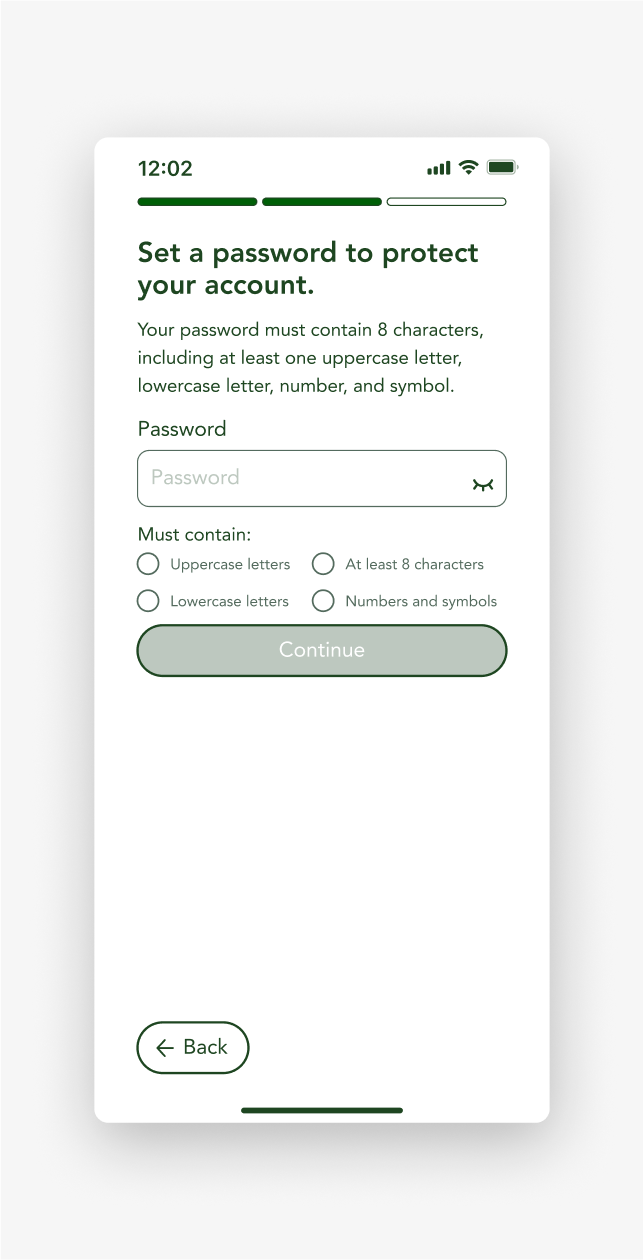 12:02
Set a password to protect
your account.
Your password must contain 8 characters,
including at least one uppercase letter,
lowercase letter, number, and symbol.
Password
Password
Must contain:
Uppercase letters
At least 8 characters
Lowercase letters
Numbers and symbols
Continue
Back